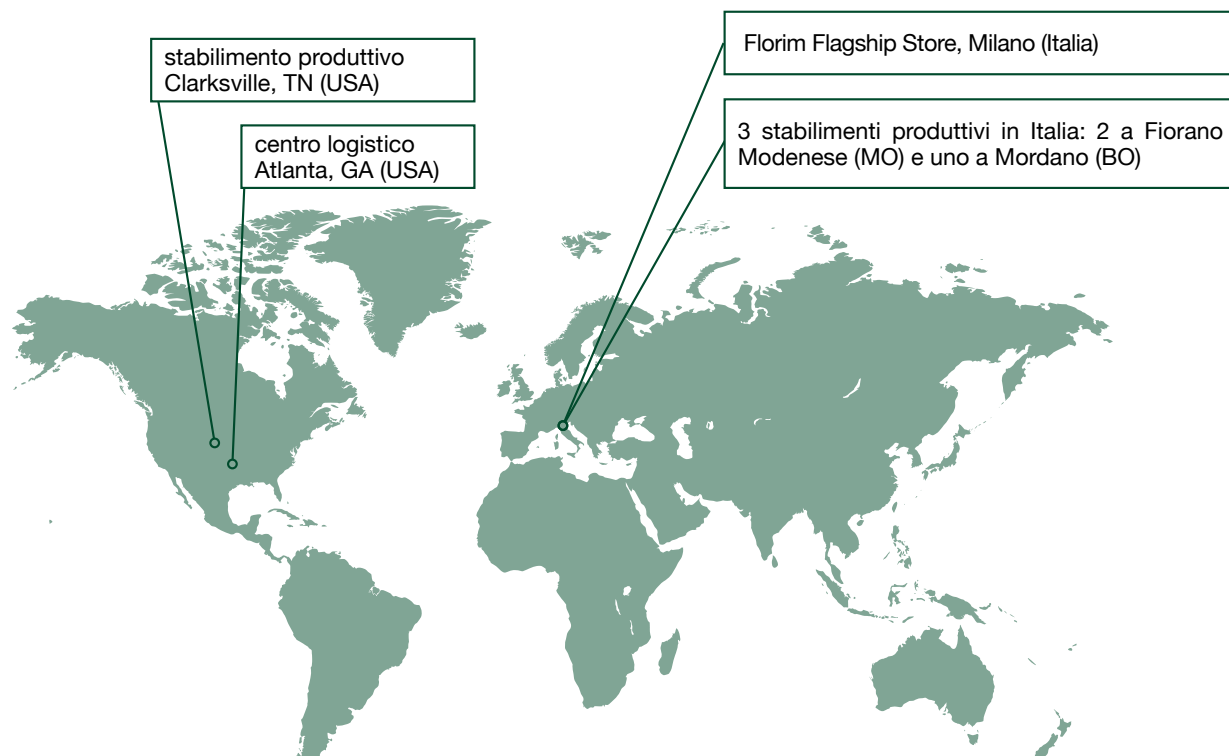 stabilimento produttivo
Clarksville, TN (USA)
centro logistico
Atlanta, GA (USA)
Florim Flagship Store, Milano (Italia)
3 stabilimenti produttivi in Italia: 2 a Fiorano
Modenese (MO) e uno a Mordano (BO)